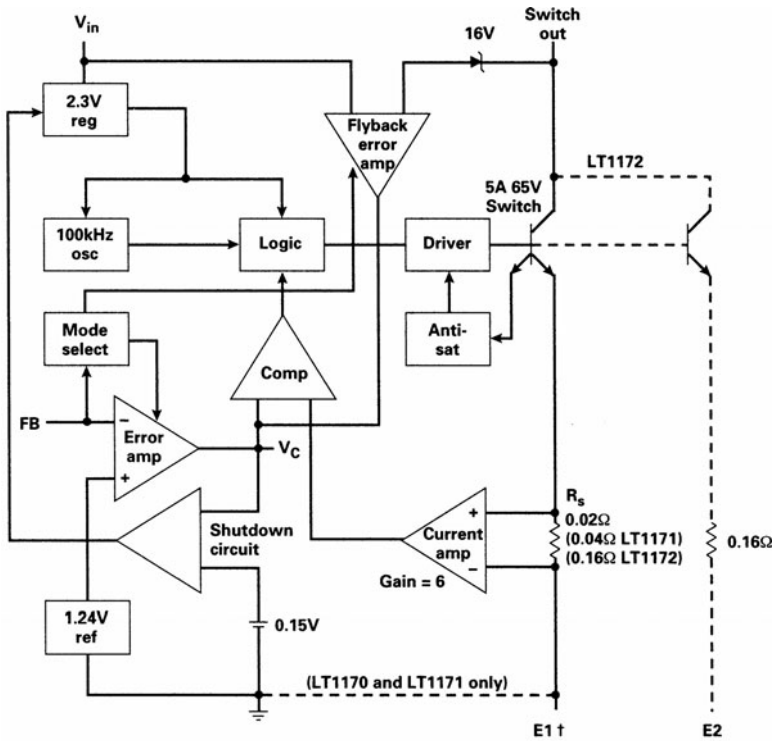 Switch
out
16V
Vin
2.3V
reg
Flyback
error
amp
LT1172
5A 65V
Switch
100kHz
osc
Logic
Driver
Mode
select
Anti-
sat
Comp
FB
−
Error
amp
+
VC
Shutdown
circuit
Rs
+
Current
amp
−
0.02Ω
(0.04Ω LT1171)
(0.16Ω LT1172)
0.16Ω
Gain = 6
1.24V
ref
0.15V
(LT1170 and LT1171 only)
E1 †
E2